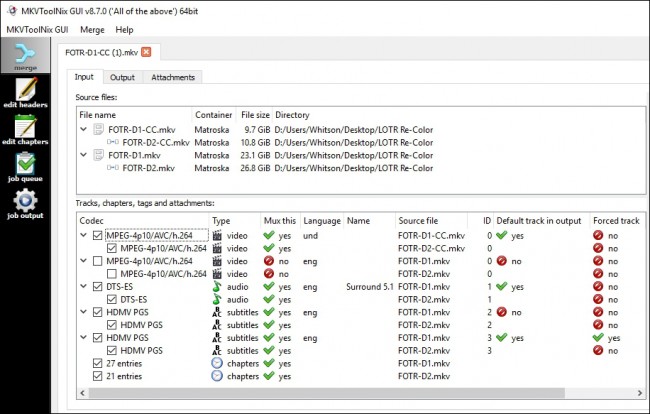 MKVToolNix GUI v8.7.0 ('All of the above') 64bit
MKVToolNix GUI Merge Help
merge
edit headers
edit chapters
job queue
job output
FOTR-D1-CC (1).mkv
Input Output Attachments
Source files:
File name Container File size Directory
FOTR-D1-CC.mkv Matroska 9.7 GiB D:/Users/Whitson/Desktop/LOTR Re-Color
FOTR-D2-CC.mkv Matroska 10.8 GiB D:/Users/Whitson/Desktop/LOTR Re-Color
FOTR-D1.mkv Matroska 23.1 GiB D:/Users/Whitson/Desktop/LOTR Re-Color
FOTR-D2.mkv Matroska 26.8 GiB D:/Users/Whitson/Desktop/LOTR Re-Color
Tracks, chapters, tags and attachments:
Codec Type Mux this Language Name Source file ID Default track in output Forced track
MPEG-4p10/AVC/h.264 video yes und FOTR-D1-CC.mkv 0 yes no
MPEG-4p10/AVC/h.264 video yes FOTR-D2-CC.mkv 0 no
MPEG-4p10/AVC/h.264 video no eng FOTR-D1.mkv 0 no no
MPEG-4p10/AVC/h.264 video no FOTR-D2.mkv 0 no
DTS-ES audio yes eng Surround 5.1 FOTR-D1.mkv 1 yes no
DTS-ES audio yes FOTR-D2.mkv 1 no
HDMV PGS subtitles yes eng FOTR-D1.mkv 2 no no
HDMV PGS subtitles yes FOTR-D2.mkv 2 no
HDMV PGS subtitles yes eng FOTR-D1.mkv 3 yes yes
HDMV PGS subtitles yes FOTR-D2.mkv 3 no
27 entries chapters yes FOTR-D1.mkv
21 entries chapters yes FOTR-D2.mkv